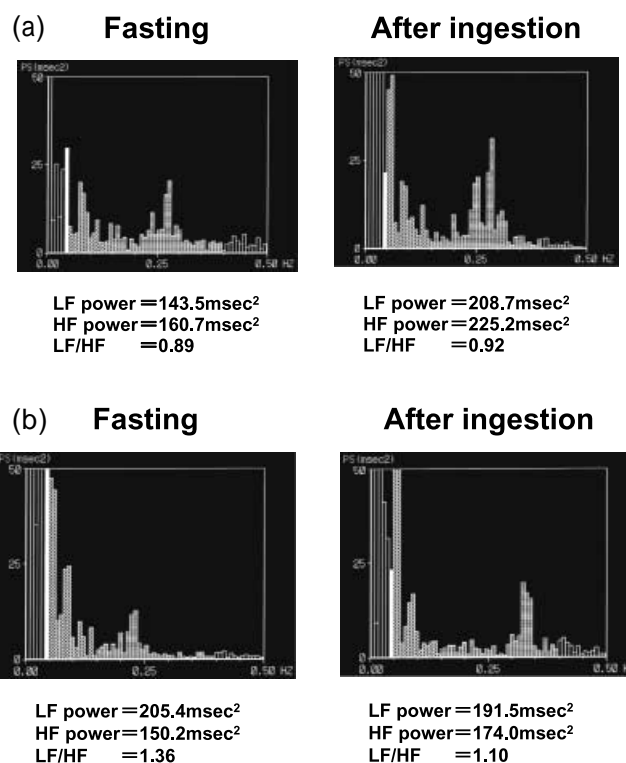 (a) Fasting After ingestion
PS(msec2) PS(msec2)
50 50
25 25
0 0
0.00 0.25 0.50 HZ 0.00 0.25 0.50 HZ
LF power=143.5msec² LF power=208.7msec²
HF power=160.7msec² HF power=225.2msec²
LF/HF =0.89 LF/HF =0.92
(b) Fasting After ingestion
PS(msec2) PS(msec2)
50 50
25 25
0 0
0.00 0.25 0.50 HZ 0.00 0.25 0.50 HZ
LF power=205.4msec² LF power=191.5msec²
HF power=150.2msec² HF power=174.0msec²
LF/HF =1.36 LF/HF =1.10